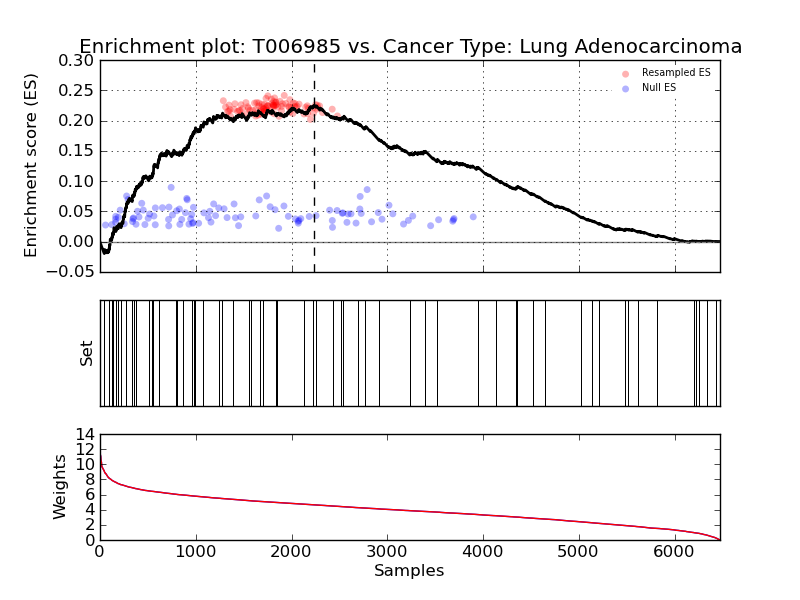 Enrichment plot: T006985 vs. Cancer Type: Lung Adenocarcinoma
0.30
0.25
0.20
0.15
0.10
0.05
0.00
−0.05
Enrichment score (ES)
Resampled ES
Null ES
Set
14
12
10
8
6
4
2
0
Weights
0 1000 2000 3000 4000 5000 6000
Samples